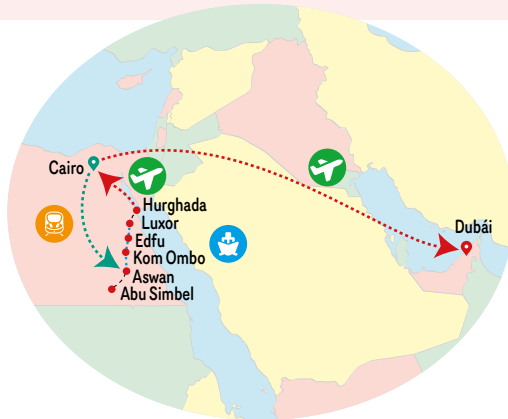 Cairo
Hurghada
Luxor
Edfu
Kom Ombo
Aswan
Abu Simbel
Dubái